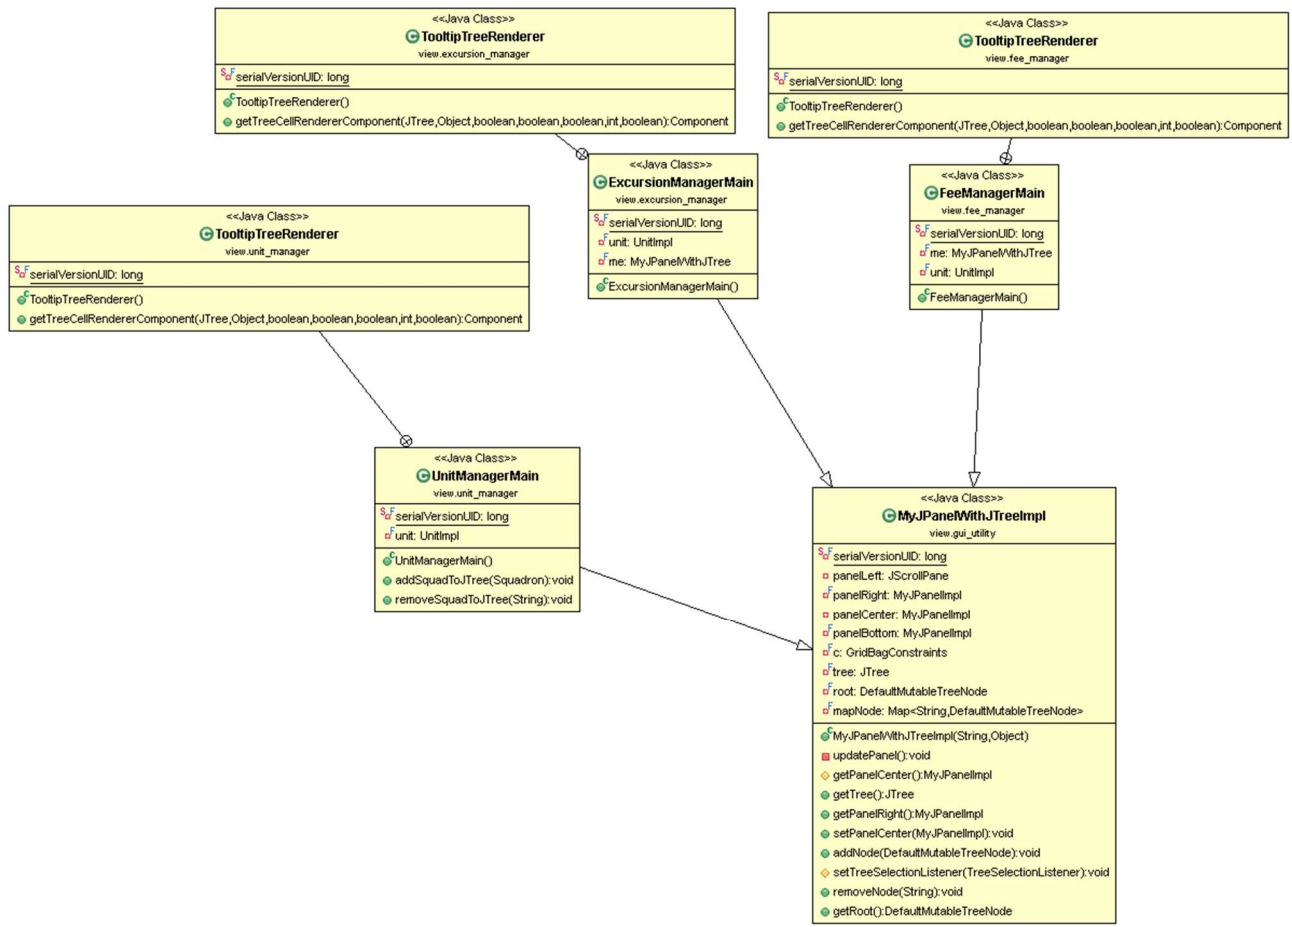 <<Java Class>>
TooltipTreeRenderer
view.excursion_manager
serialVersionUID: long
TooltipTreeRenderer()
getTreeCellRendererComponent(JTree,Object,boolean,boolean,boolean,int,boolean):Component
<<Java Class>>
TooltipTreeRenderer
view.fee_manager
serialVersionUID: long
TooltipTreeRenderer()
getTreeCellRendererComponent(JTree,Object,boolean,boolean,boolean,int,boolean):Component
<<Java Class>>
ExcursionManagerMain
view.excursion_manager
serialVersionUID: long
unit: UnitImpl
me: MyJPanelWithJTree
ExcursionManagerMain()
<<Java Class>>
FeeManagerMain
view.fee_manager
serialVersionUID: long
me: MyJPanelWithJTree
unit: UnitImpl
FeeManagerMain()
<<Java Class>>
TooltipTreeRenderer
view.unit_manager
serialVersionUID: long
TooltipTreeRenderer()
getTreeCellRendererComponent(JTree,Object,boolean,boolean,boolean,int,boolean):Component
<<Java Class>>
UnitManagerMain
view.unit_manager
serialVersionUID: long
unit: UnitImpl
UnitManagerMain()
addSquadToJTree(Squadron):void
removeSquadToJTree(String):void
<<Java Class>>
MyJPanelWithJTreeImpl
view.gui_utility
serialVersionUID: long
panelLeft: JScrollPane
panelRight: MyJPanelImpl
panelCenter: MyJPanelImpl
panelBottom: MyJPanelImpl
c: GridBagConstraints
tree: JTree
root: DefaultMutableTreeNode
mapNode: Map<String,DefaultMutableTreeNode>
MyJPanelWithJTreeImpl(String,Object)
updatePanel():void
getPanelCenter():MyJPanelImpl
getTree():JTree
getPanelRight():MyJPanelImpl
setPanelCenter(MyJPanelImpl):void
addNode(DefaultMutableTreeNode):void
setTreeSelectionListener(TreeSelectionListener):void
removeNode(String):void
getRoot():DefaultMutableTreeNode